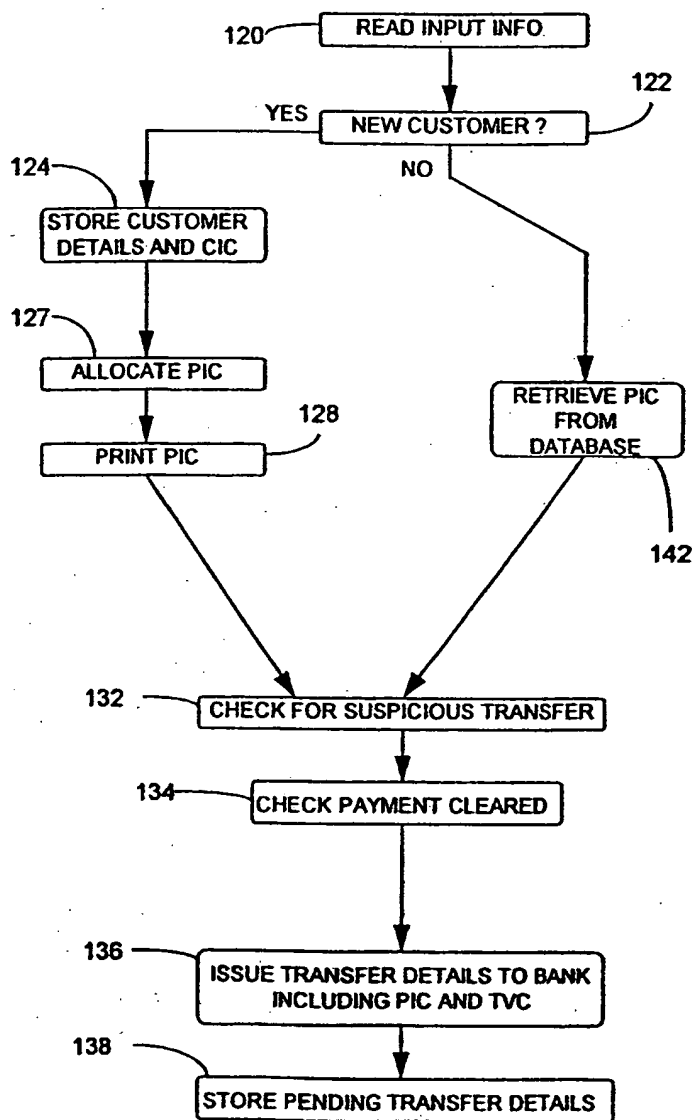 120
READ INPUT INFO
122
YES
NEW CUSTOMER ?
NO
124
STORE CUSTOMER
DETAILS AND CIC
127
ALLOCATE PIC
128
PRINT PIC
RETRIEVE PIC
FROM
DATABASE
142
132
CHECK FOR SUSPICIOUS TRANSFER
134
CHECK PAYMENT CLEARED
136
ISSUE TRANSFER DETAILS TO BANK
INCLUDING PIC AND TVC
138
STORE PENDING TRANSFER DETAILS